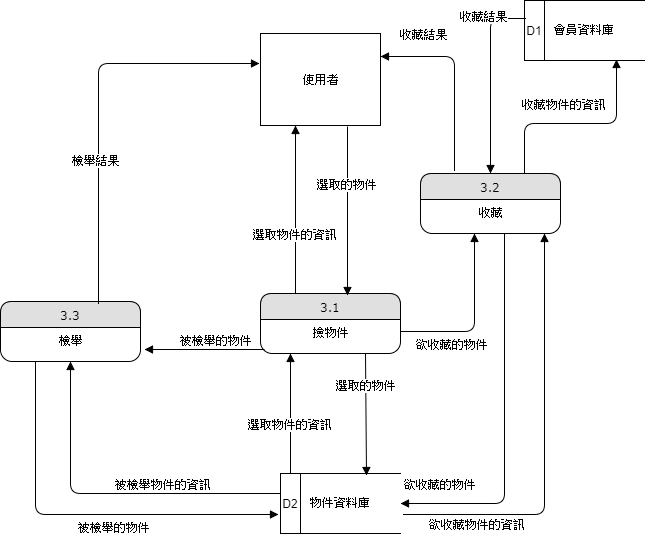 收藏結果
D1 會員資料庫
收藏結果
使用者
收藏物件的資訊
檢舉結果
選取的物件
3.2
收藏
選取物件的資訊
3.1
撿物件
3.3
檢舉
被檢舉的物件
欲收藏的物件
選取的物件
選取物件的資訊
被檢舉物件的資訊
欲收藏的物件
D2 物件資料庫
被檢舉的物件
欲收藏物件的資訊